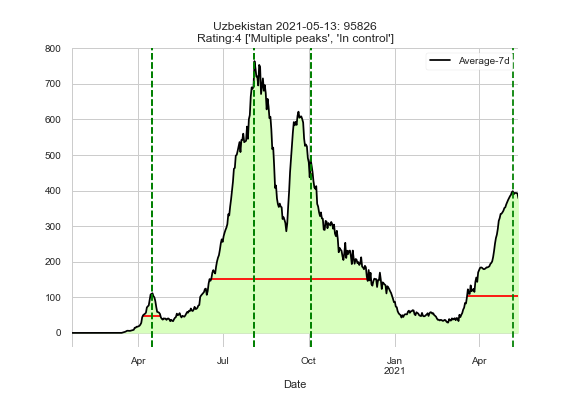 Uzbekistan 2021-05-13: 95826
Rating:4 ['Multiple peaks', 'In control']
800
700
600
500
400
300
200
100
0
Average-7d
Apr
Jul
Oct
Jan
2021
Apr
Date